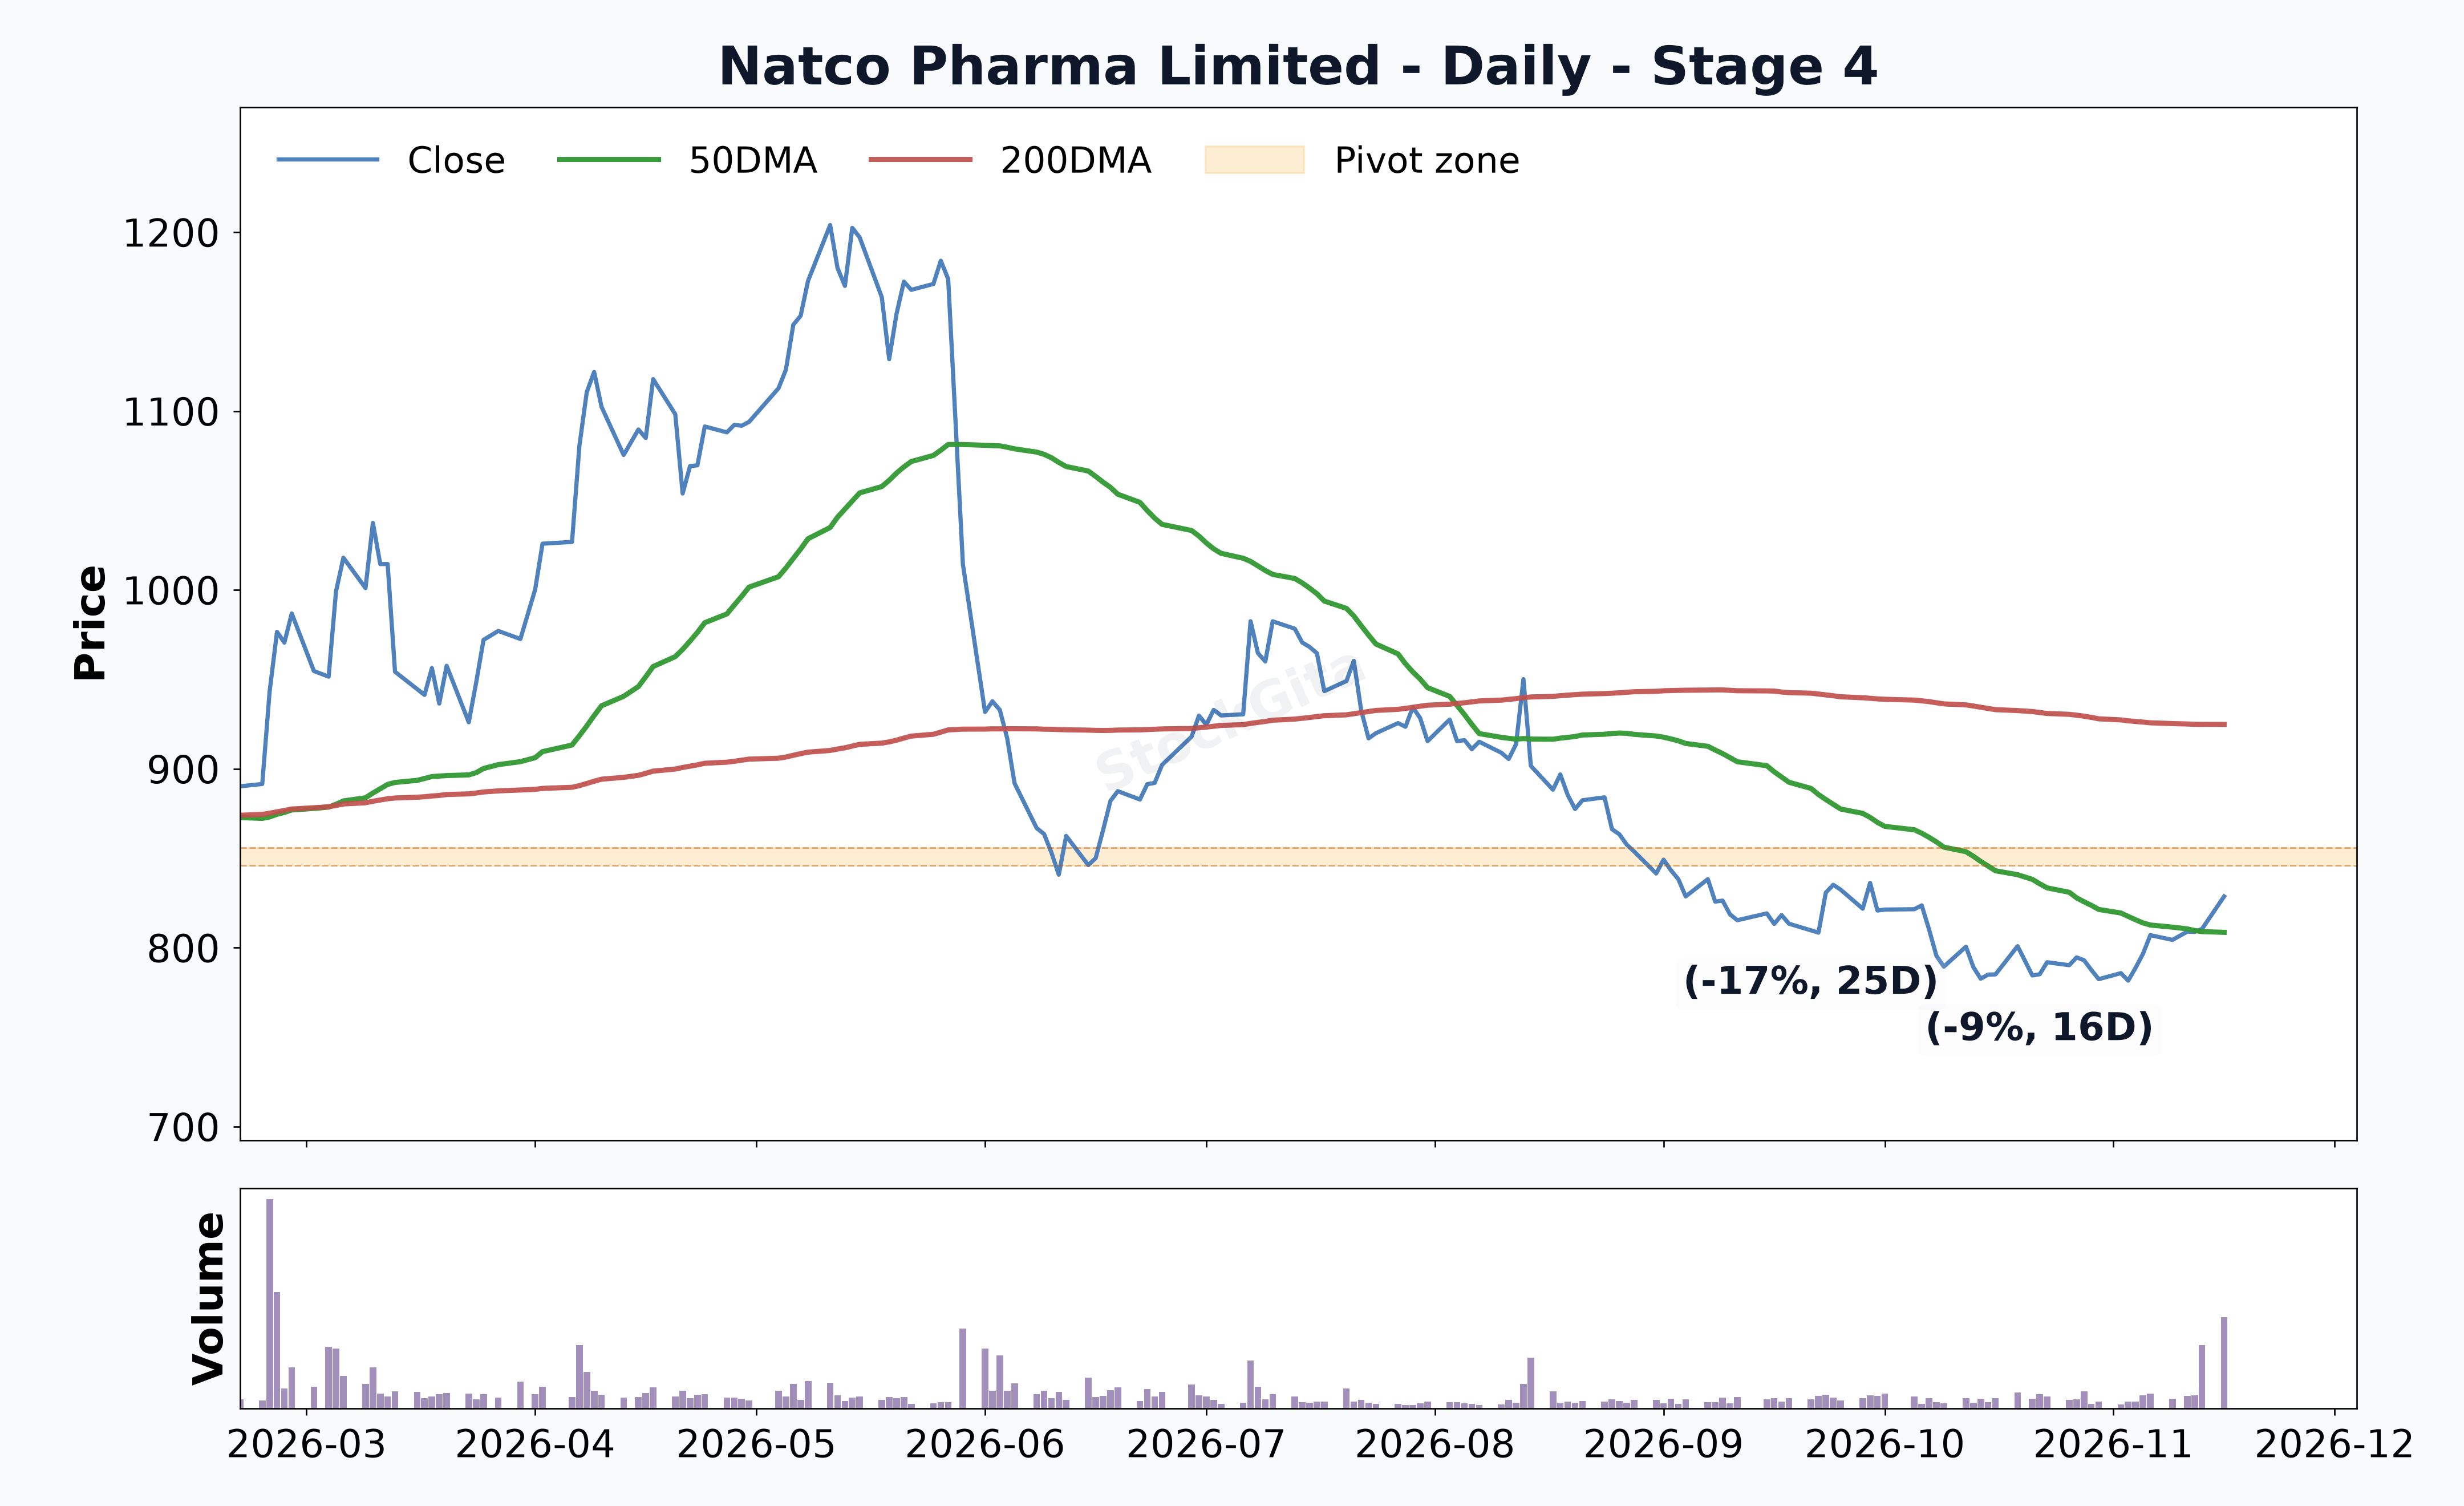 Natco Pharma Limited - Daily - Stage 4
Close 50DMA 200DMA Pivot zone
1200
1100
1000
900
800
700
Price
StockGita
(-17%, 25D)
(-9%, 16D)
Volume
2026-03 2026-04 2026-05 2026-06 2026-07 2026-08 2026-09 2026-10 2026-11 2026-12